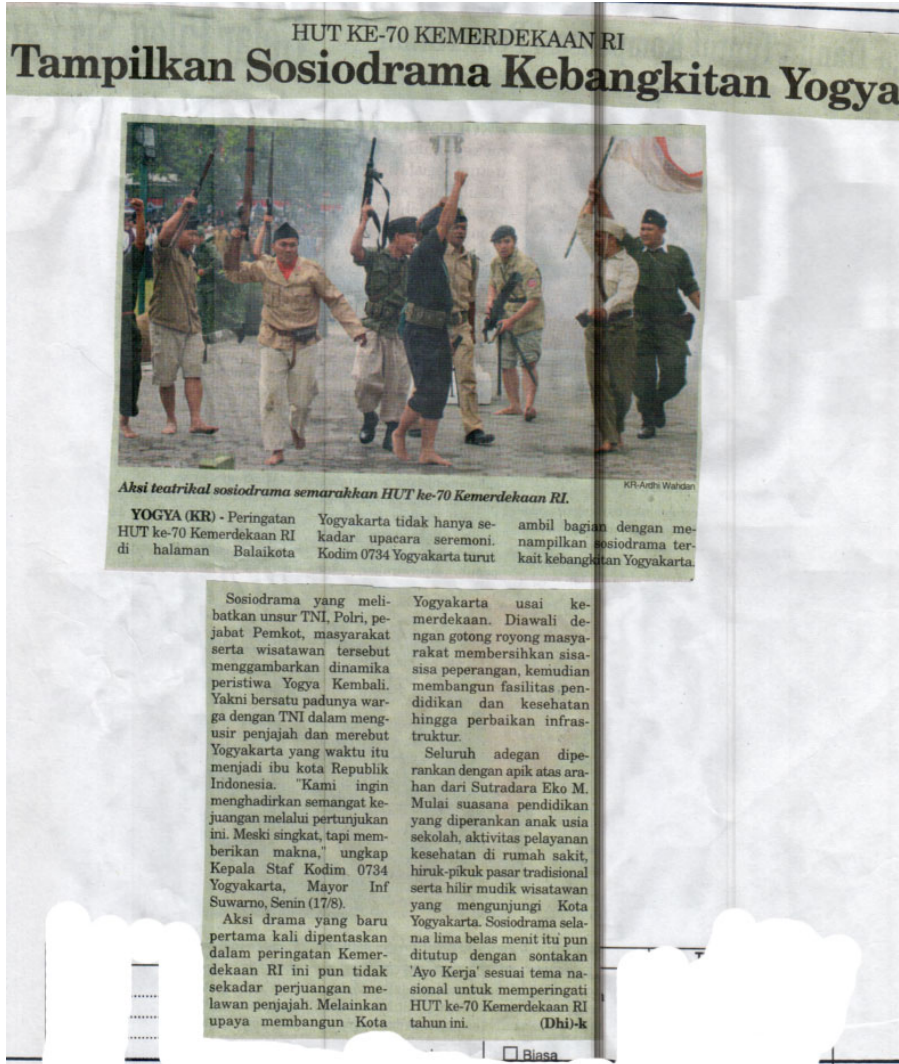 HUT KE-70 KEMERDEKAAN RI
Tampilkan Sosiodrama Kebangkitan Yogya
KR-Ardhi Wahdan
Aksi teatrikal sosiodrama semarakkan HUT ke-70 Kemerdekaan RI.
YOGYA (KR) - Peringatan
HUT ke-70 Kemerdekaan RI
di halaman Balaikota
Yogyakarta tidak hanya se-
kadar upacara seremoni.
Kodim 0734 Yogyakarta turut
ambil bagian dengan me-
nampilkan sosiodrama ter-
kait kebangkitan Yogyakarta.
Sosiodrama yang meli-
batkan unsur TNI, Polri, pe-
jabat Pemkot, masyarakat
serta wisatawan tersebut
menggambarkan dinamika
peristiwa Yogya Kembali.
Yakni bersatu padunya war-
ga dengan TNI dalam meng-
usir penjajah dan merebut
Yogyakarta yang waktu itu
menjadi ibu kota Republik
Indonesia. "Kami ingin
menghadirkan semangat ke-
juangan melalui pertunjukan
ini. Meski singkat, tapi mem-
berikan makna," ungkap
Kepala Staf Kodim 0734
Yogyakarta, Mayor Inf
Suwarno, Senin (17/8).
Aksi drama yang baru
pertama kali dipentaskan
dalam peringatan Kemer-
dekaan RI ini pun tidak
sekadar perjuangan me-
lawan penjajah. Melainkan
upaya membangun Kota
Yogyakarta usai ke-
merdekaan. Diawali de-
ngan gotong royong masya-
rakat membersihkan sisa-
sisa peperangan, kemudian
membangun fasilitas pen-
didikan dan kesehatan
hingga perbaikan infras-
truktur.
Seluruh adegan dipe-
rankan dengan apik atas ara-
han dari Sutradara Eko M.
Mulai suasana pendidikan
yang diperankan anak usia
sekolah, aktivitas pelayanan
kesehatan di rumah sakit,
hiruk-pikuk pasar tradisional
serta hilir mudik wisatawan
yang mengunjungi Kota
Yogyakarta. Sosiodrama sela-
ma lima belas menit itu pun
ditutup dengan sontakan
'Ayo Kerja' sesuai tema na-
sional untuk memperingati
HUT ke-70 Kemerdekaan RI
tahun ini. (Dhi)-k
Biasa